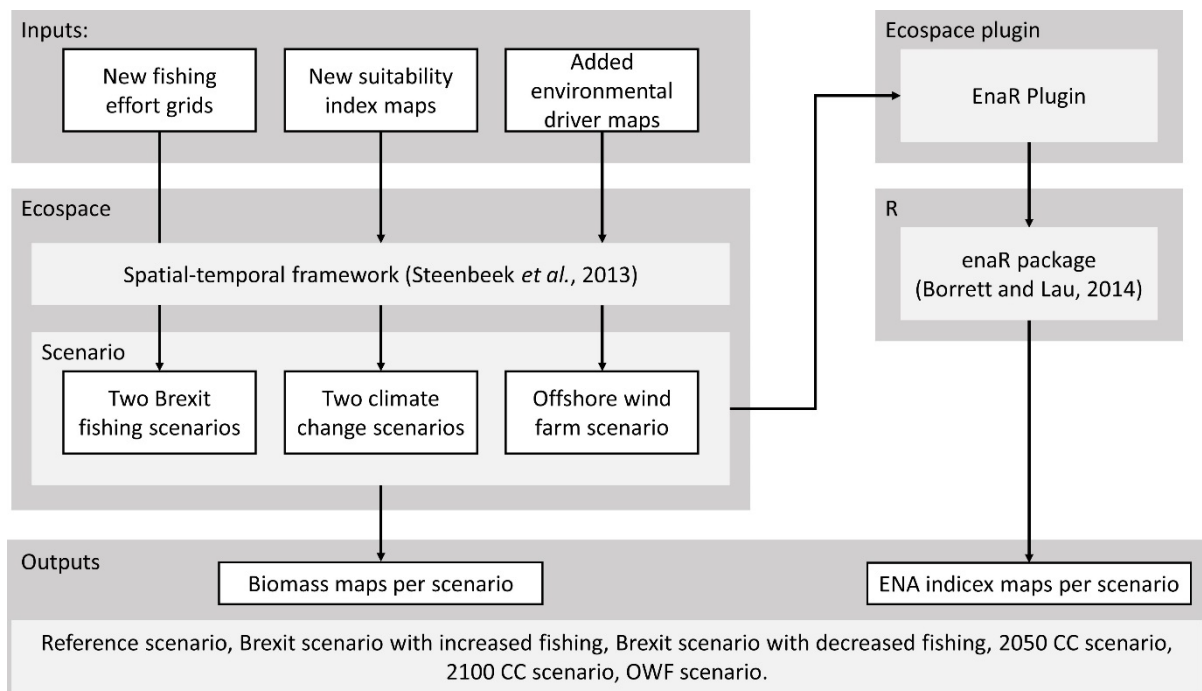 Inputs:
New fishing
effort grids
New suitability
index maps
Added
environmental
driver maps
Ecospace
Spatial-temporal framework (Steenbeek et al., 2013)
Scenario
Two Brexit
fishing scenarios
Two climate
change scenarios
Offshore wind
farm scenario
Ecospace plugin
EnaR Plugin
R
enaR package
(Borrett and Lau, 2014)
Outputs
Biomass maps per scenario
ENA indicex maps per scenario
Reference scenario, Brexit scenario with increased fishing, Brexit scenario with decreased fishing, 2050 CC scenario,
2100 CC scenario, OWF scenario.